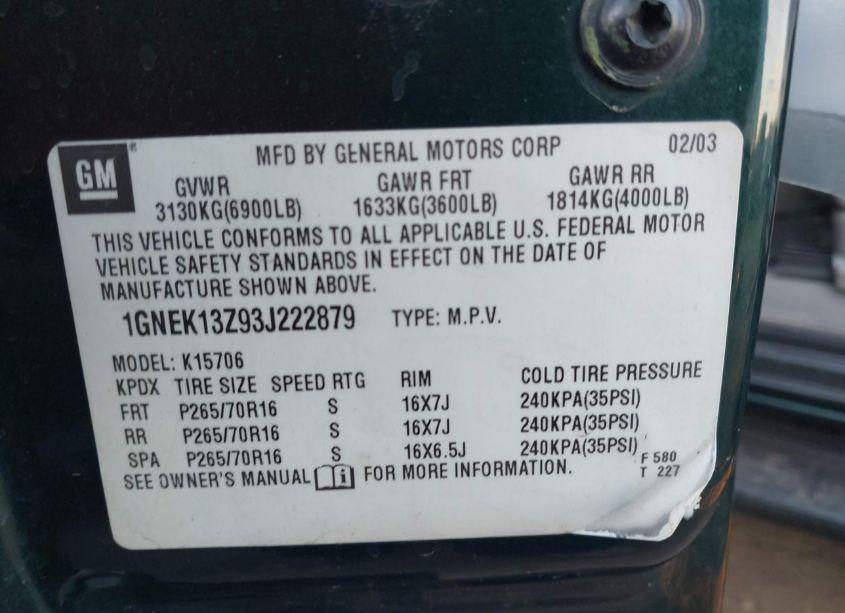 GM
MFD BY GENERAL MOTORS CORP 02/03
GVWR GAWR FRT GAWR RR
3130KG(6900LB) 1633KG(3600LB) 1814KG(4000LB)
THIS VEHICLE CONFORMS TO ALL APPLICABLE U.S. FEDERAL MOTOR
VEHICLE SAFETY STANDARDS IN EFFECT ON THE DATE OF
MANUFACTURE SHOWN ABOVE.
1GNEK13Z93J222879 TYPE: M.P.V.
MODEL: K15706
KPDX TIRE SIZE SPEED RTG RIM COLD TIRE PRESSURE
FRT P265/70R16 S 16X7J 240KPA(35PSI)
RR P265/70R16 S 16X7J 240KPA(35PSI)
SPA P265/70R16 S 16X6.5J 240KPA(35PSI)
SEE OWNER'S MANUAL i FOR MORE INFORMATION.
F 580
T 227